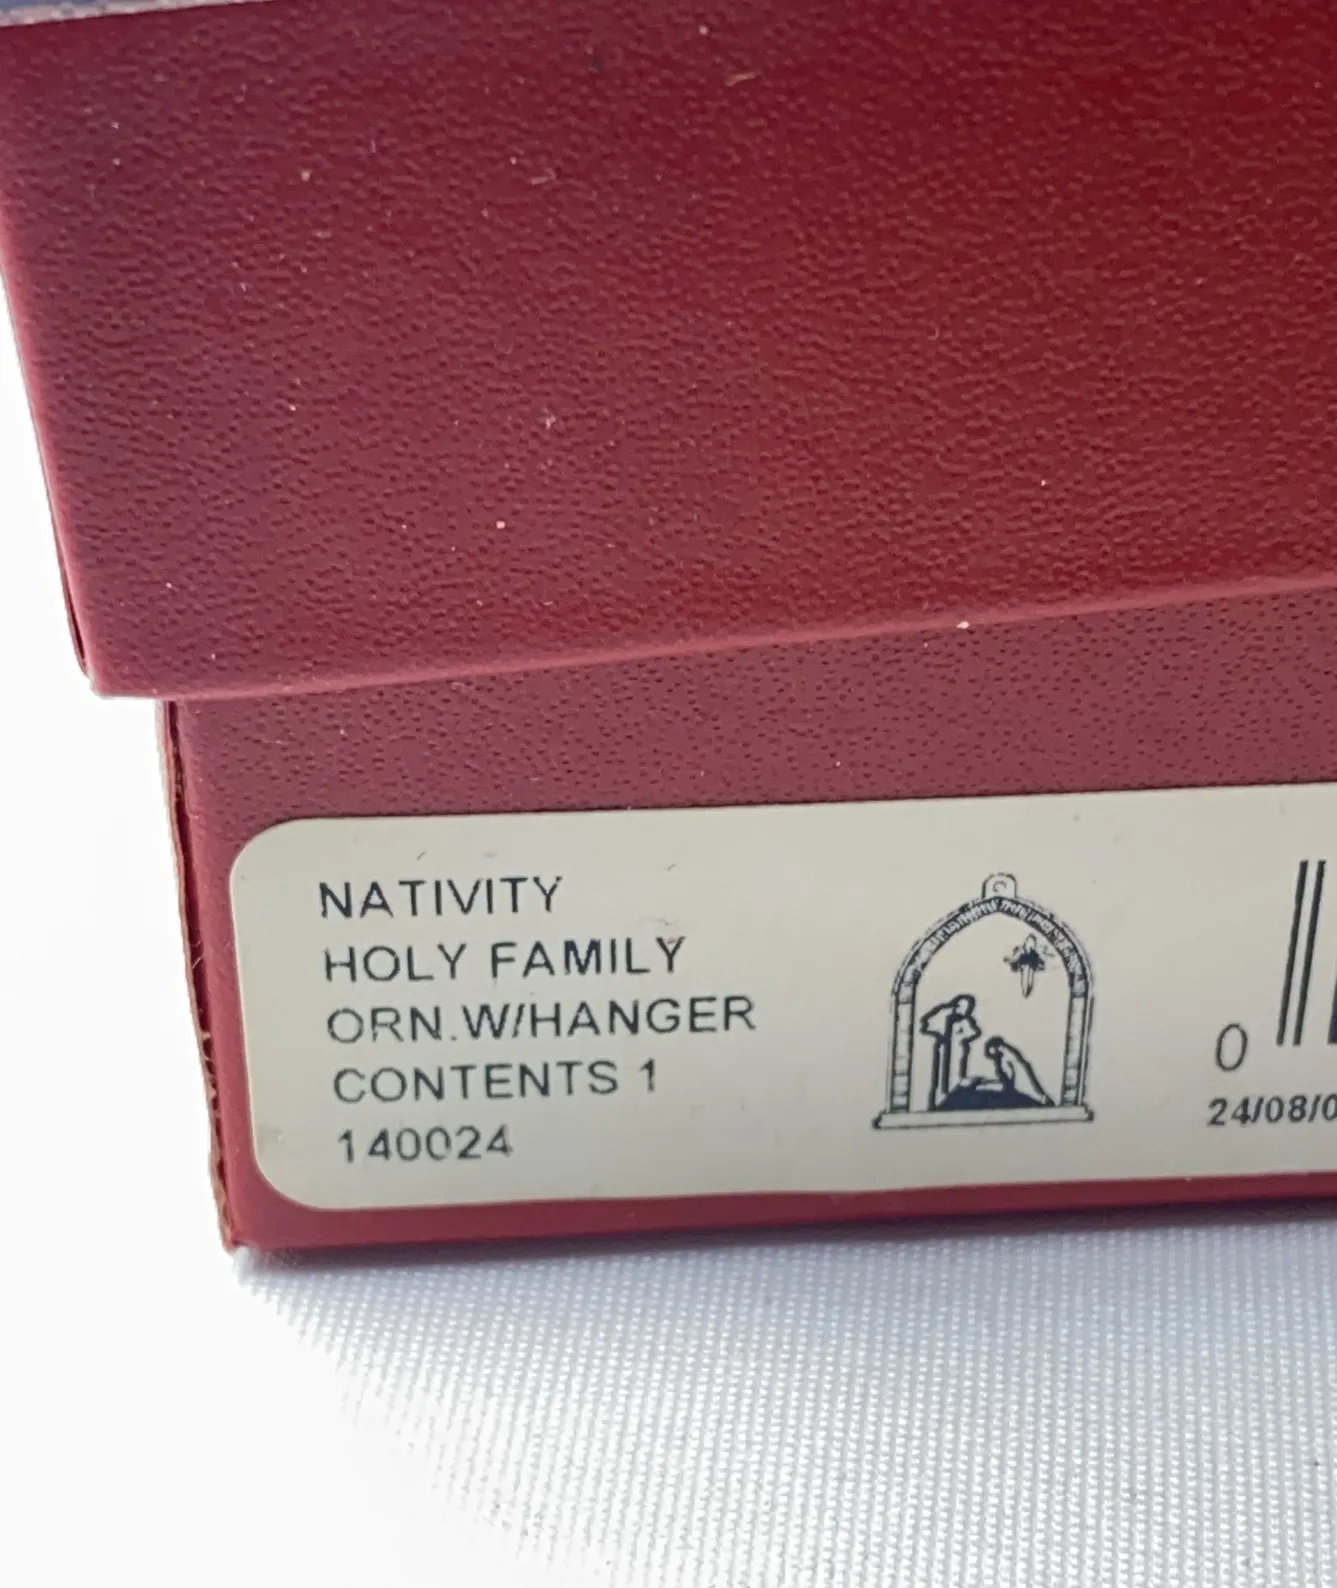 NATIVITY
HOLY FAMILY
ORN.W/HANGER
CONTENTS 1
140024
0
24/08/0